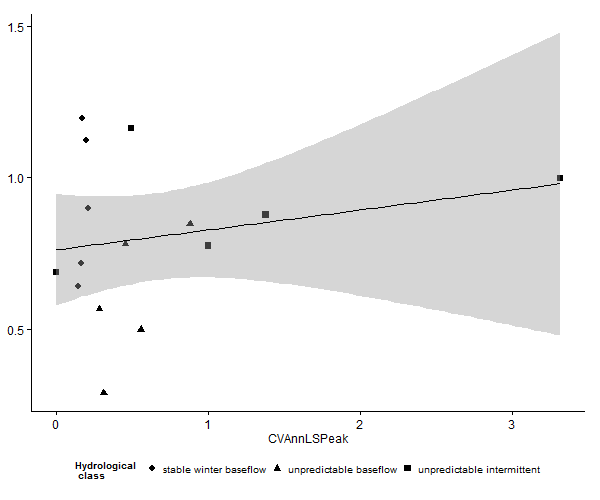 1.5
1.0
0.5
0 1 2 3
CVAnnLSPeak
Hydrological
class
stable winter baseflow unpredictable baseflow unpredictable intermittent